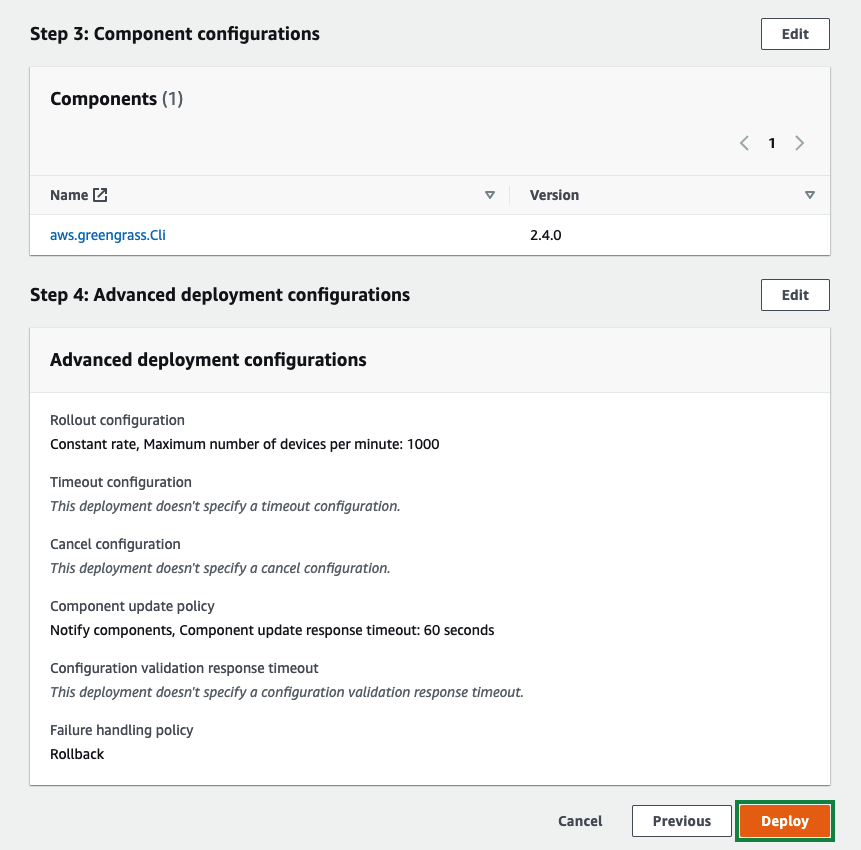 Step 3: Component configurations
Edit
Components (1)
1
Name
Version
aws.greengrass.Cli
2.4.0
Step 4: Advanced deployment configurations
Edit
Advanced deployment configurations
Rollout configuration
Constant rate, Maximum number of devices per minute: 1000
Timeout configuration
This deployment doesn't specify a timeout configuration.
Cancel configuration
This deployment doesn't specify a cancel configuration.
Component update policy
Notify components, Component update response timeout: 60 seconds
Configuration validation response timeout
This deployment doesn't specify a configuration validation response timeout.
Failure handling policy
Rollback
Cancel
Previous
Deploy